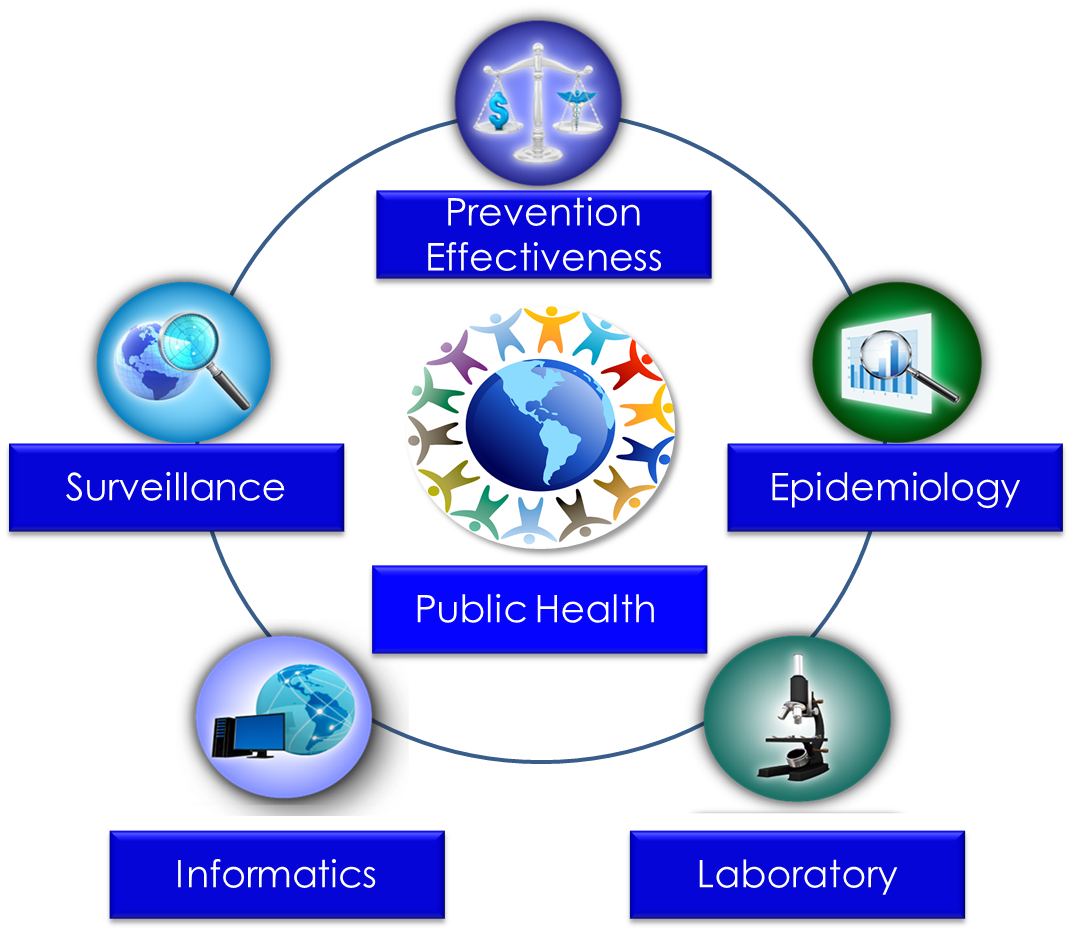 Prevention
Effectiveness
Surveillance
Epidemiology
Public Health
Informatics
Laboratory